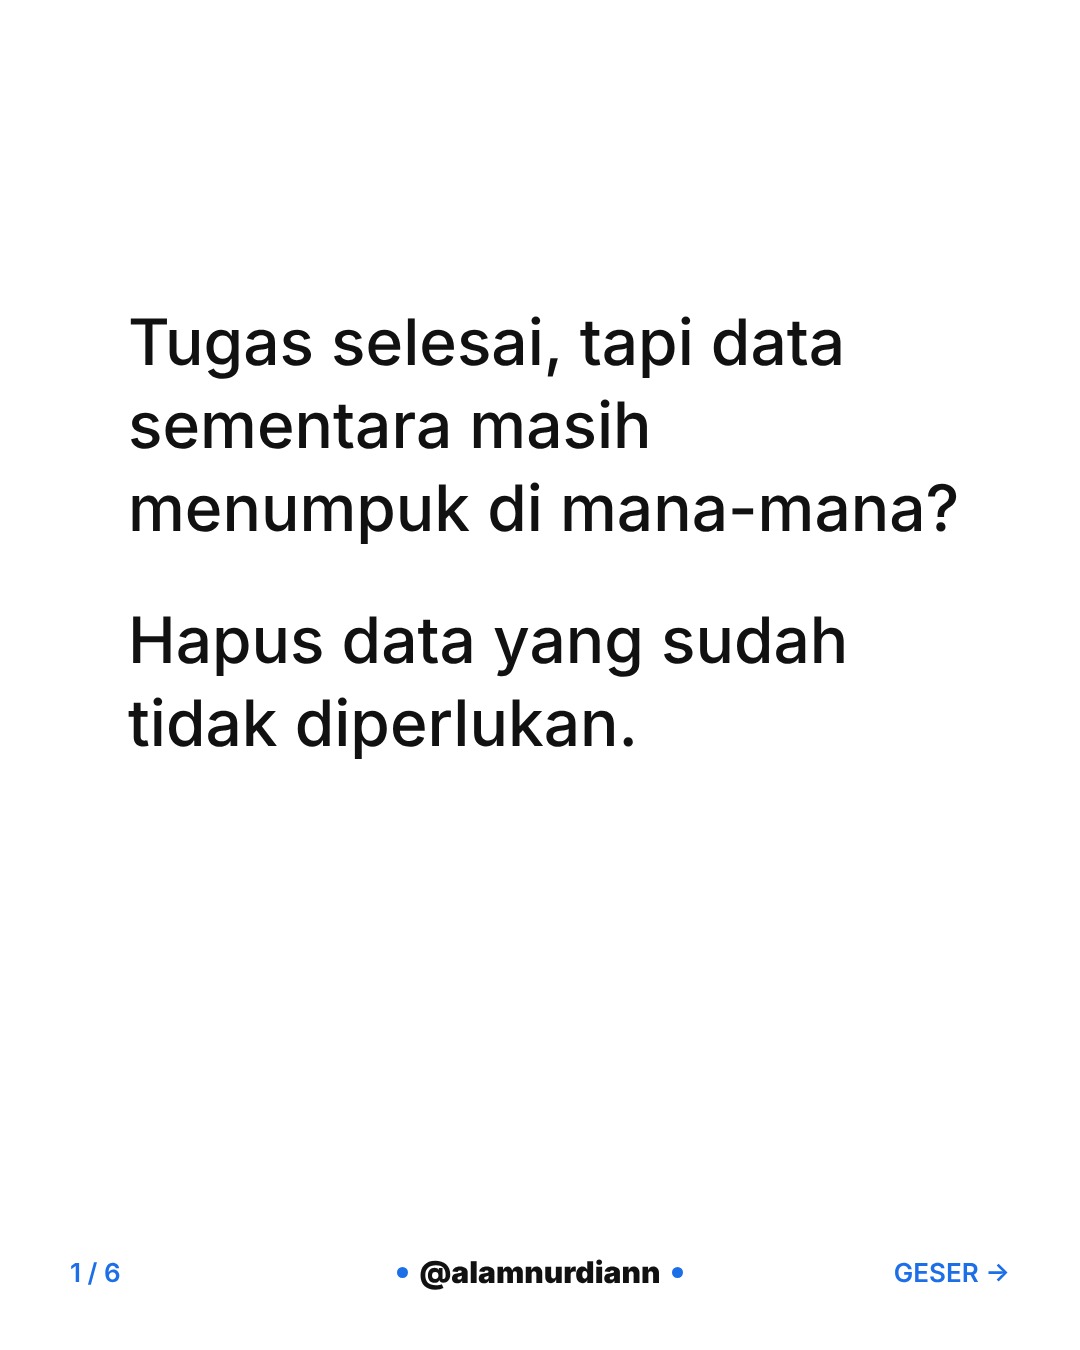 Tugas selesai, tapi data
sementara masih
menumpuk di mana-mana?
Hapus data yang sudah
tidak diperlukan.
1 / 6
• @alamnurdiann •
GESER →